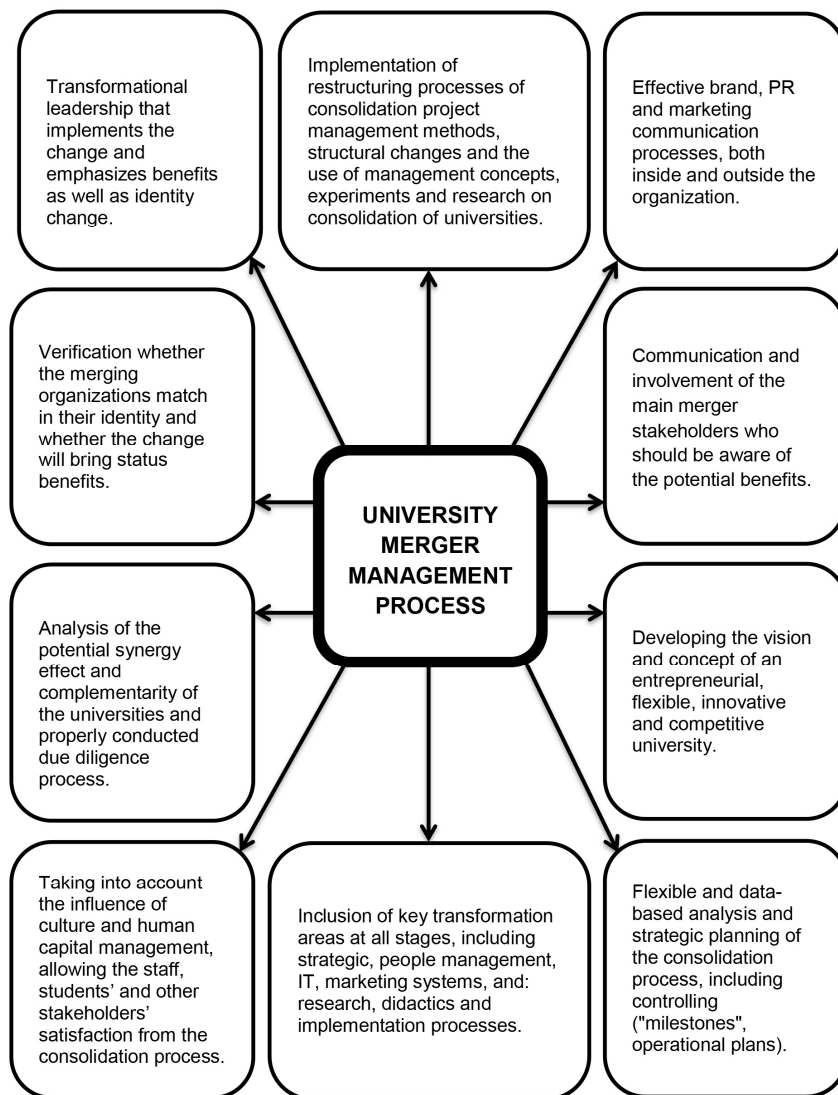 Transformational
leadership that
implements the
change and
emphasizes benefits
as well as identity
change.
Implementation of
restructuring processes of
consolidation project
management methods,
structural changes and the
use of management concepts,
experiments and research on
consolidation of universities.
Effective brand, PR
and marketing
communication
processes, both
inside and outside the
organization.
Verification whether
the merging
organizations match
in their identity and
whether the change
will bring status
benefits.
Communication and
involvement of the
main merger
stakeholders who
should be aware of
the potential benefits.
UNIVERSITY
MERGER
MANAGEMENT
PROCESS
Analysis of the
potential synergy
effect and
complementarity of
the universities and
properly conducted
due diligence
process.
Developing the vision
and concept of an
entrepreneurial,
flexible, innovative
and competitive
university.
Taking into account
the influence of
culture and human
capital management,
allowing the staff,
students’ and other
stakeholders’
satisfaction from the
consolidation process.
Inclusion of key transformation
areas at all stages, including
strategic, people management,
IT, marketing systems, and:
research, didactics and
implementation processes.
Flexible and data-
based analysis and
strategic planning of
the consolidation
process, including
controlling
("milestones",
operational plans).